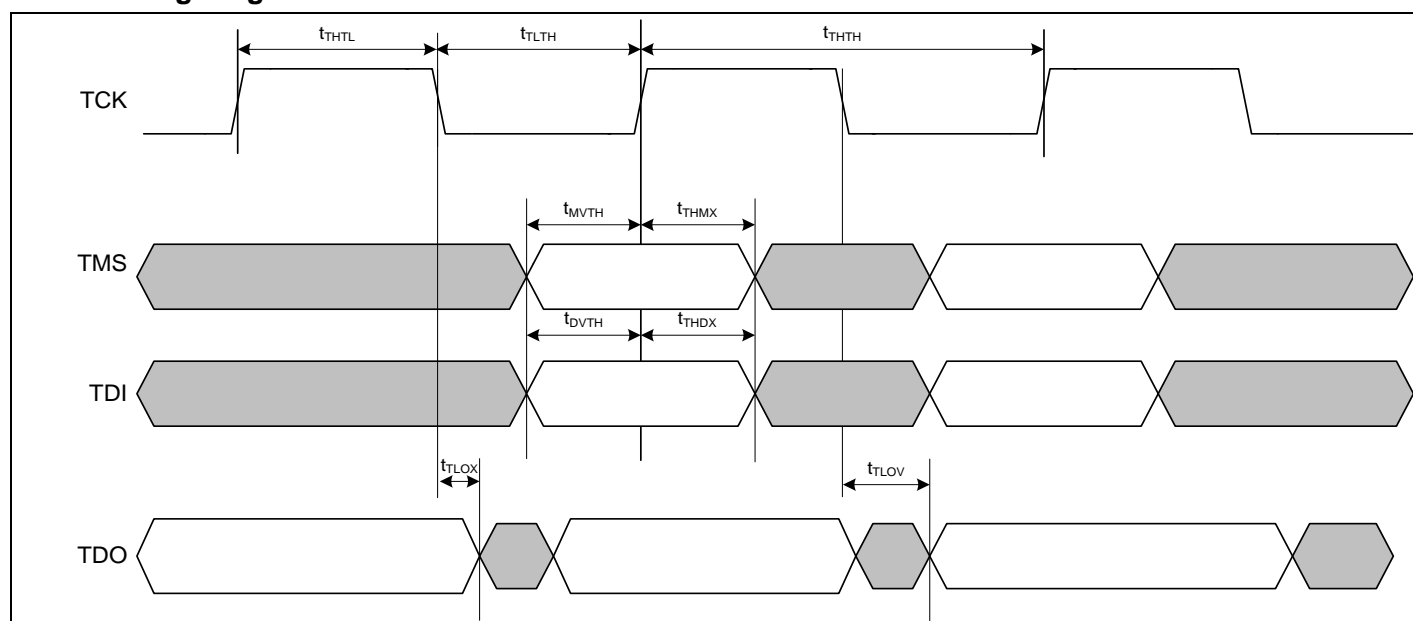 tTHTL tTLTH tTHTH
TCK
tMVTH tTHMX
TMS
tDVTH tTHDX
TDI
tTLOX tTLOV
TDO